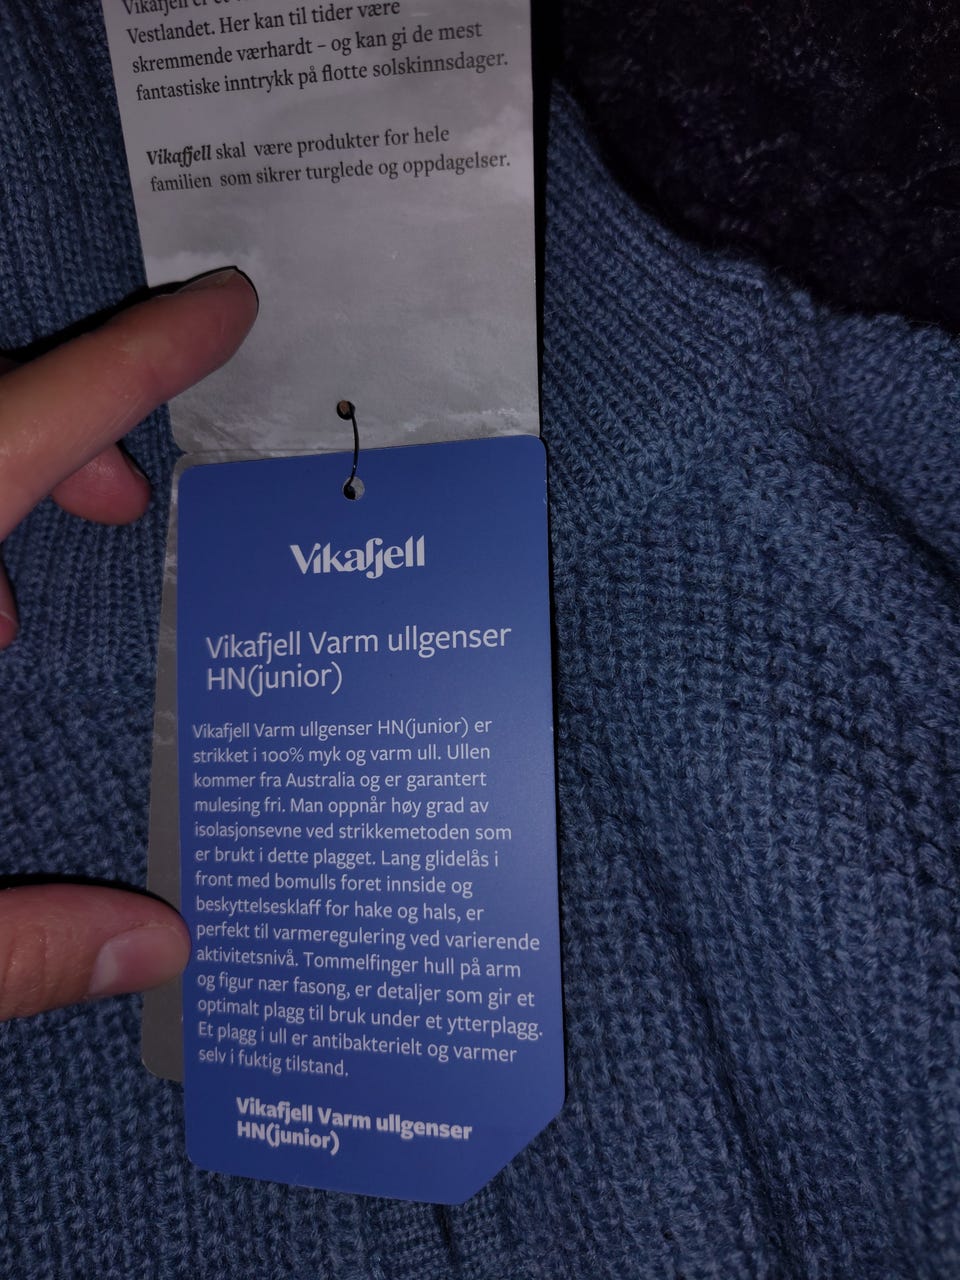 Vikafjell er et
Vestlandet. Her kan til tider være
skremmende værhardt – og kan gi de mest
fantastiske inntrykk på flotte solskinnsdager.
Vikafjell skal være produkter for hele
familien som sikrer turglede og oppdagelser.
Vikafjell
Vikafjell Varm ullgenser
HN(junior)
Vikafjell Varm ullgenser HN(junior) er
strikket i 100% myk og varm ull. Ullen
kommer fra Australia og er garantert
mulesing fri. Man oppnår høy grad av
isolasjonsevne ved strikkemetoden som
er brukt i dette plagget. Lang glidelås i
front med bomulls foret innside og
beskyttelsesklaff for hake og hals, er
perfekt til varmeregulering ved varierende
aktivitetsnivå. Tommelfinger hull på arm
og figur nær fasong, er detaljer som gir et
optimalt plagg til bruk under et ytterplagg.
Et plagg i ull er antibakterielt og varmer
selv i fuktig tilstand.
Vikafjell Varm ullgenser
HN(junior)